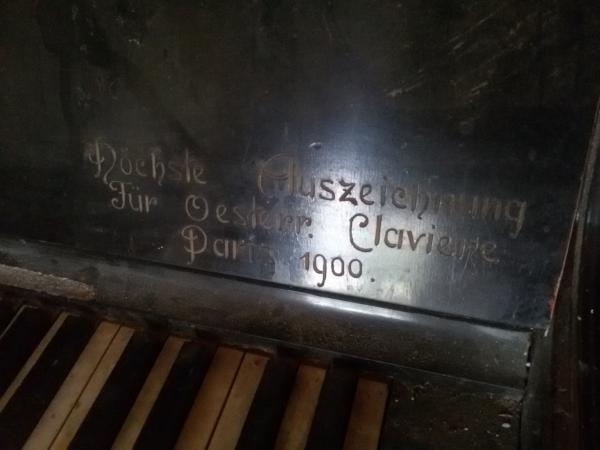 Höchste Auszeichnung
Für Oesterr. Claviere
Paris 1900.